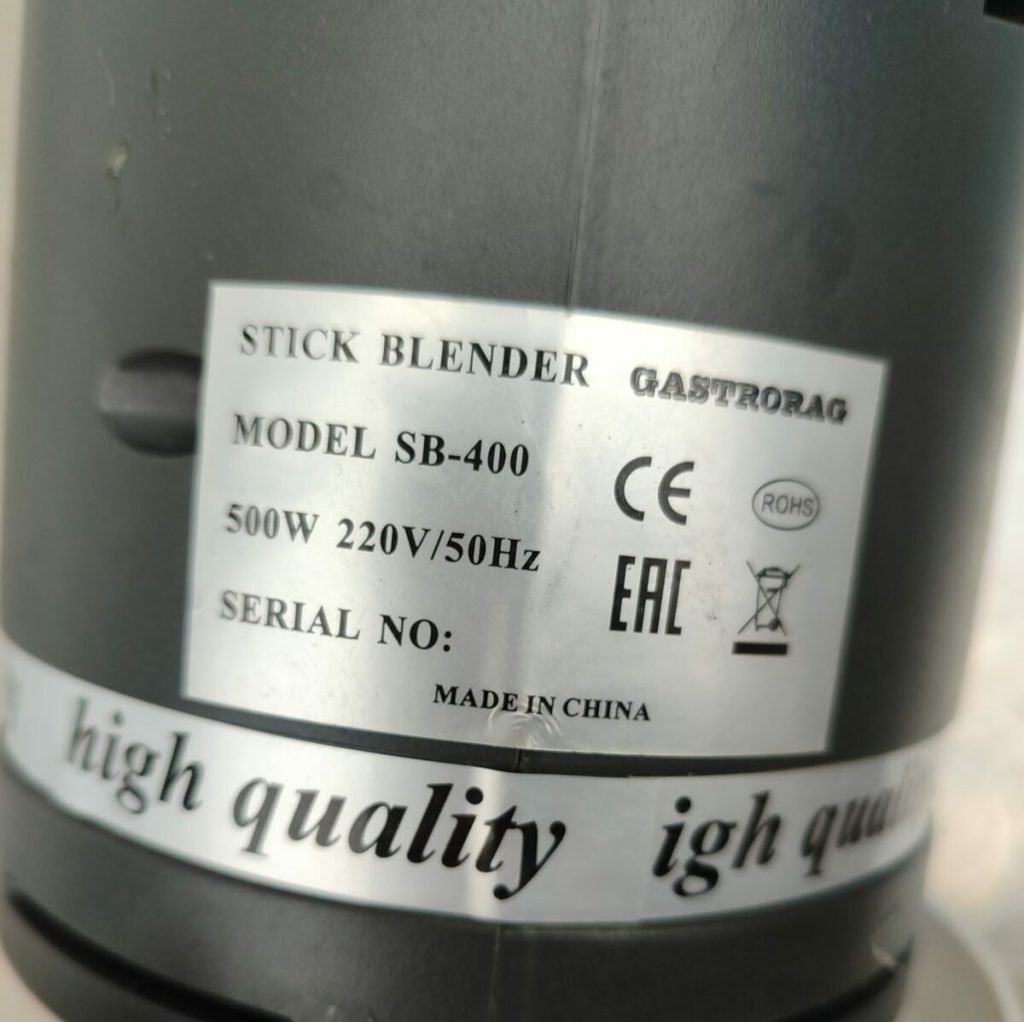 STICK BLENDER GASTRORAG
MODEL SB-400
CE ROHS
500W 220V/50Hz
EAC
SERIAL NO:
MADE IN CHINA
high quality igh qua